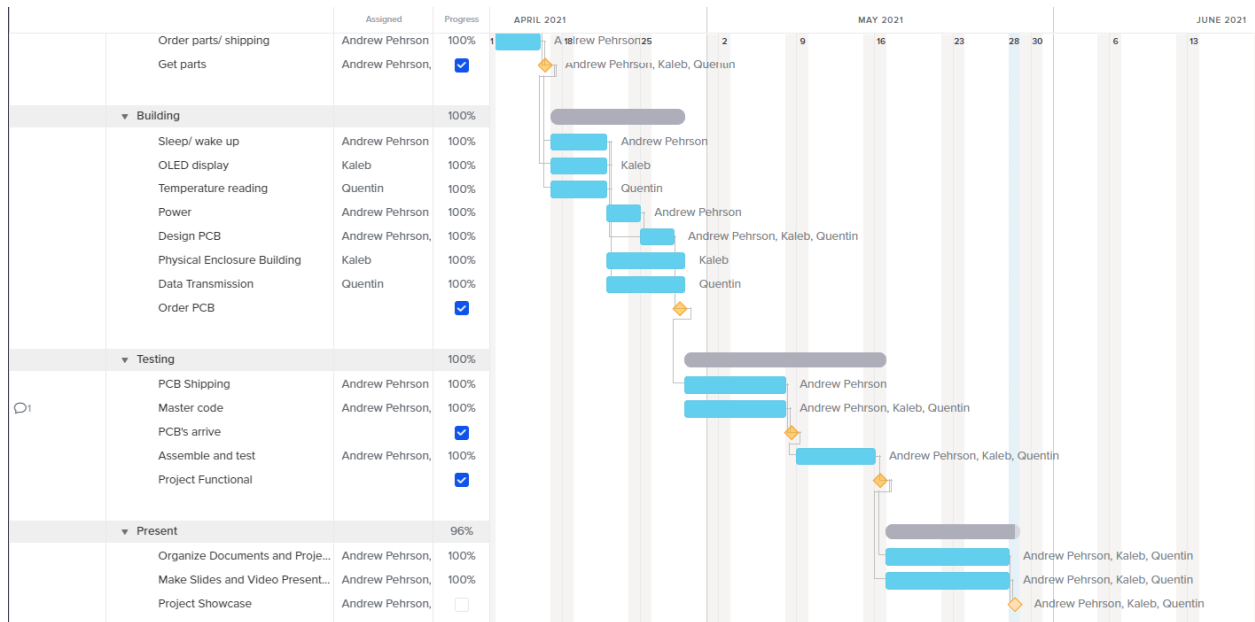 Assigned Progress APRIL 2021 MAY 2021 JUNE 2021
1 18 25 2 9 16 23 28 30 6 13
Order parts/ shipping Andrew Pehrson 100% Andrew Pehrson
Get parts Andrew Pehrson, Andrew Pehrson, Kaleb, Quentin
Building 100%
Sleep/ wake up Andrew Pehrson 100% Andrew Pehrson
OLED display Kaleb 100% Kaleb
Temperature reading Quentin 100% Quentin
Power Andrew Pehrson 100% Andrew Pehrson
Design PCB Andrew Pehrson, 100% Andrew Pehrson, Kaleb, Quentin
Physical Enclosure Building Kaleb 100% Kaleb
Data Transmission Quentin 100% Quentin
Order PCB
Testing 100%
PCB Shipping Andrew Pehrson 100% Andrew Pehrson
1 Master code Andrew Pehrson, 100% Andrew Pehrson, Kaleb, Quentin
PCB's arrive
Assemble and test Andrew Pehrson, 100% Andrew Pehrson, Kaleb, Quentin
Project Functional
Present 96%
Organize Documents and Proje... Andrew Pehrson, 100% Andrew Pehrson, Kaleb, Quentin
Make Slides and Video Present... Andrew Pehrson, 100% Andrew Pehrson, Kaleb, Quentin
Project Showcase Andrew Pehrson, Andrew Pehrson, Kaleb, Quentin